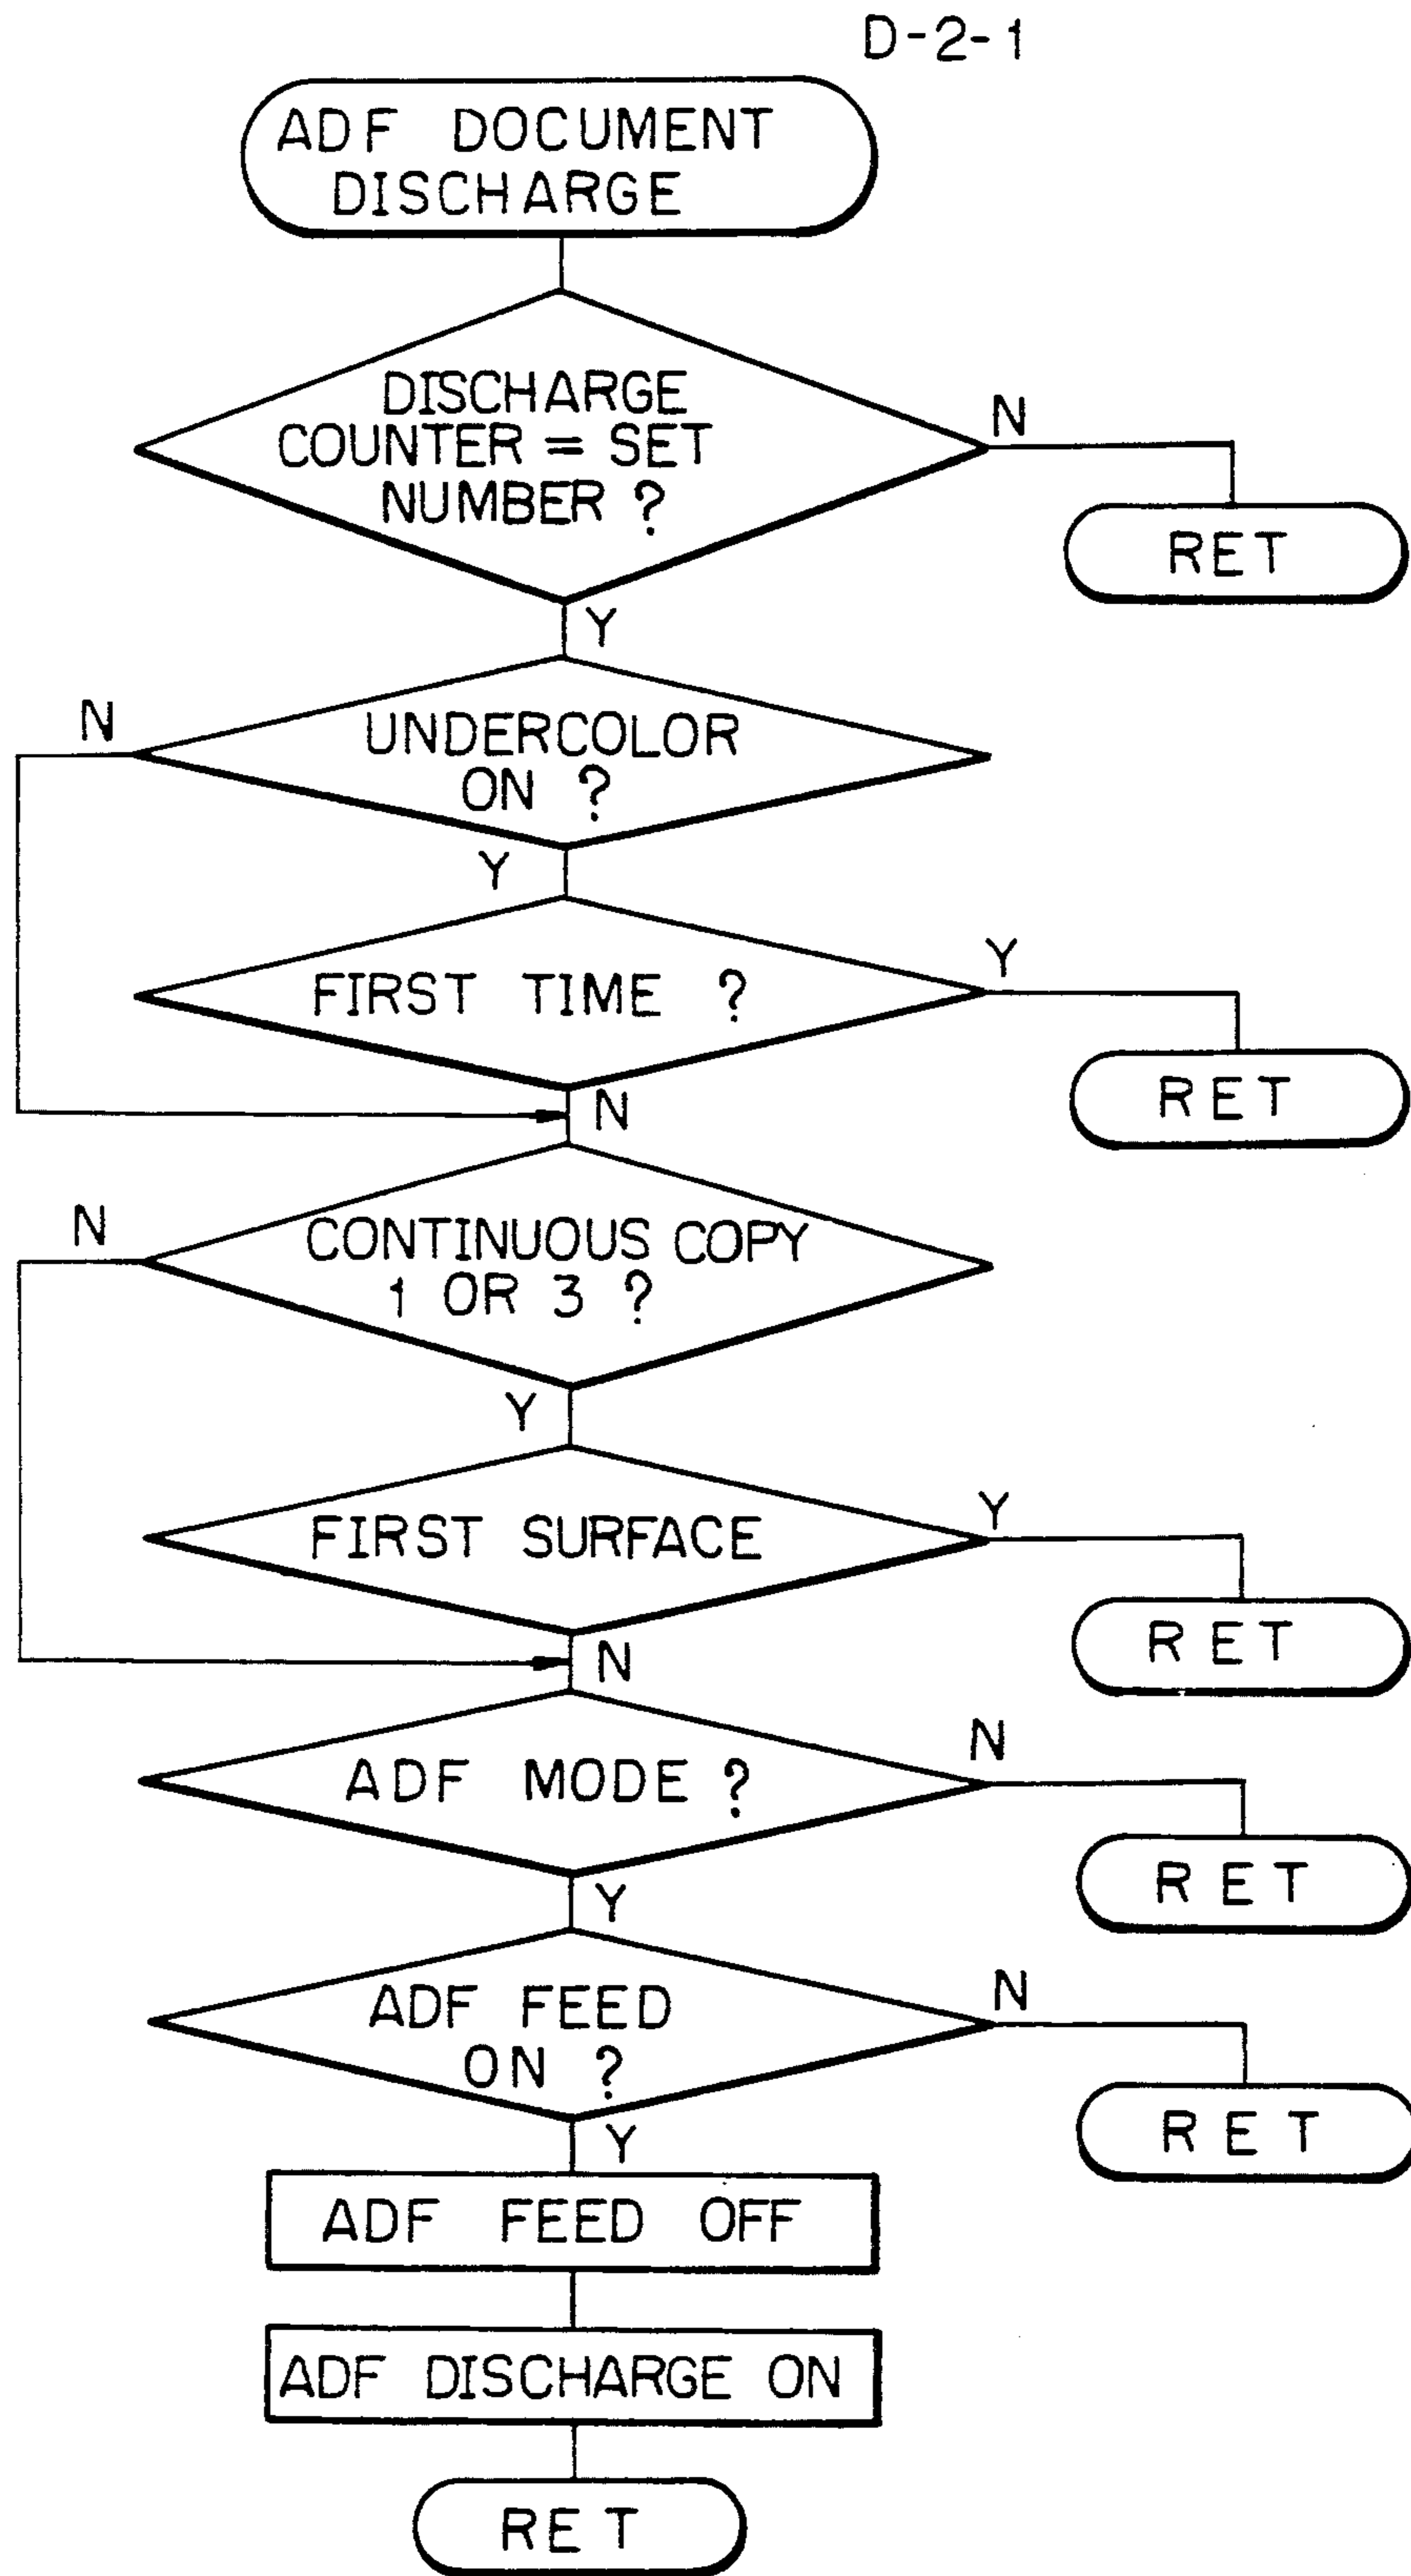 D-2-1
ADF DOCUMENT
DISCHARGE
DISCHARGE
COUNTER = SET
NUMBER ?
N
RET
Y
N
UNDERCOLOR
ON ?
Y
FIRST TIME ?
Y
RET
N
N
CONTINUOUS COPY
1 OR 3 ?
Y
FIRST SURFACE
Y
RET
N
ADF MODE ?
N
RET
Y
ADF FEED
ON ?
N
RET
Y
ADF FEED OFF
ADF DISCHARGE ON
RET